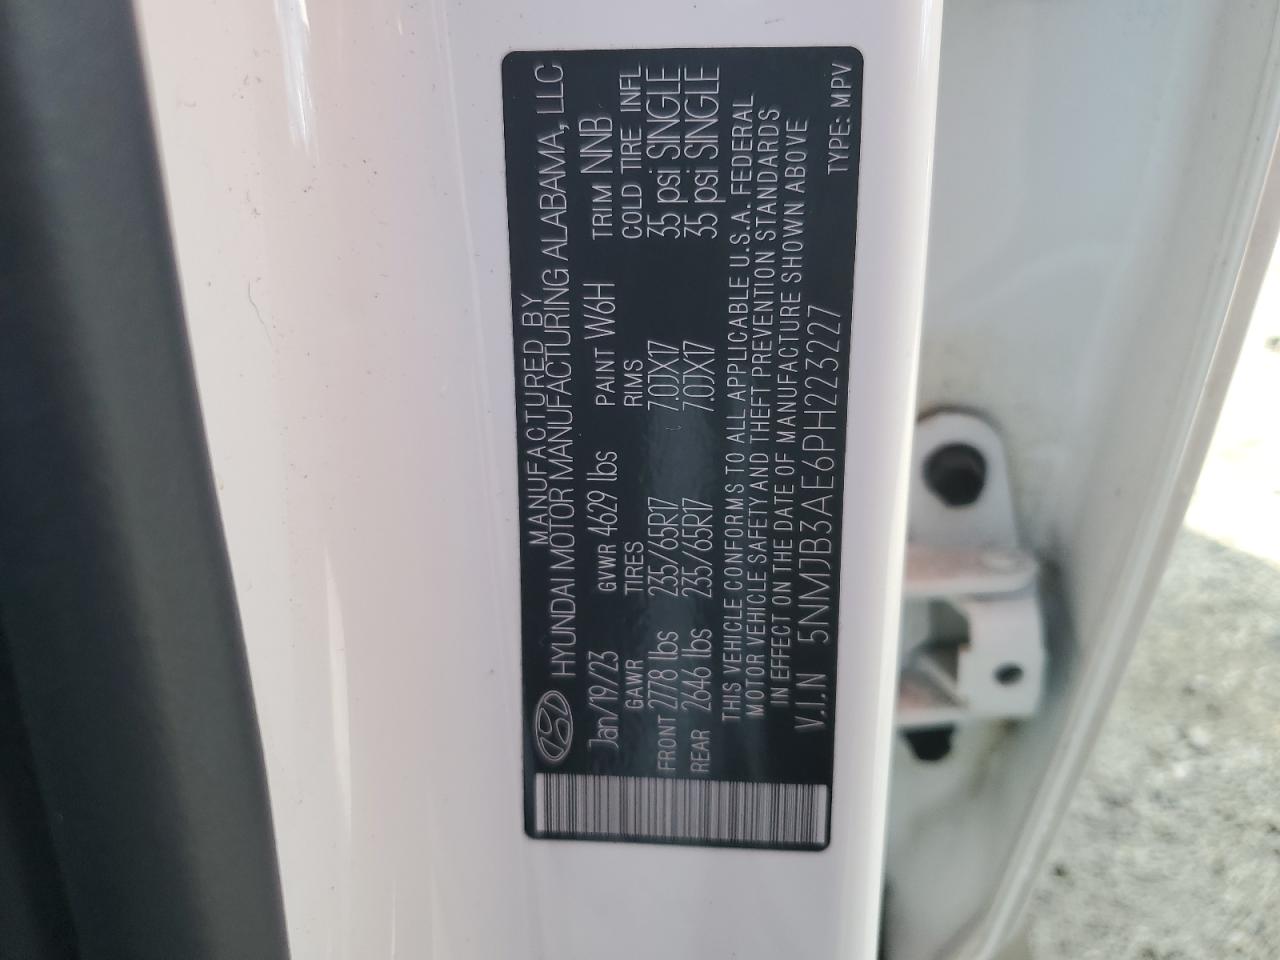 MANUFACTURED BY
HYUNDAI MOTOR MANUFACTURING ALABAMA, LLC
Jan/19/23 GVWR 4629 lbs PAINT W6H TRIM NNB
GAWR TIRES RIMS COLD TIRE INFL
FRONT 2778 lbs 235/65R17 7.0JX17 35 psi SINGLE
REAR 2646 lbs 235/65R17 7.0JX17 35 psi SINGLE
THIS VEHICLE CONFORMS TO ALL APPLICABLE U.S.A. FEDERAL
MOTOR VEHICLE SAFETY AND THEFT PREVENTION STANDARDS
IN EFFECT ON THE DATE OF MANUFACTURE SHOWN ABOVE
V.I.N 5NMJB3AE6PH223227 TYPE: MPV